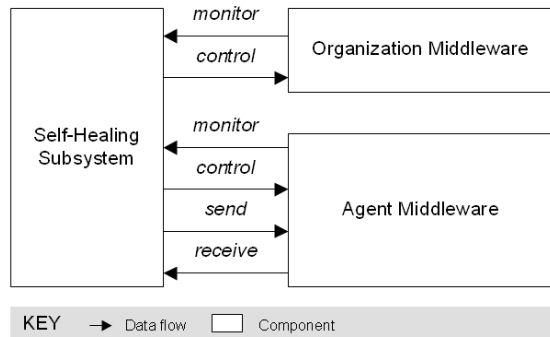 monitor
Organization Middleware
control
Self-Healing
Subsystem
monitor
control
send
Agent Middleware
receive
KEY Data flow Component